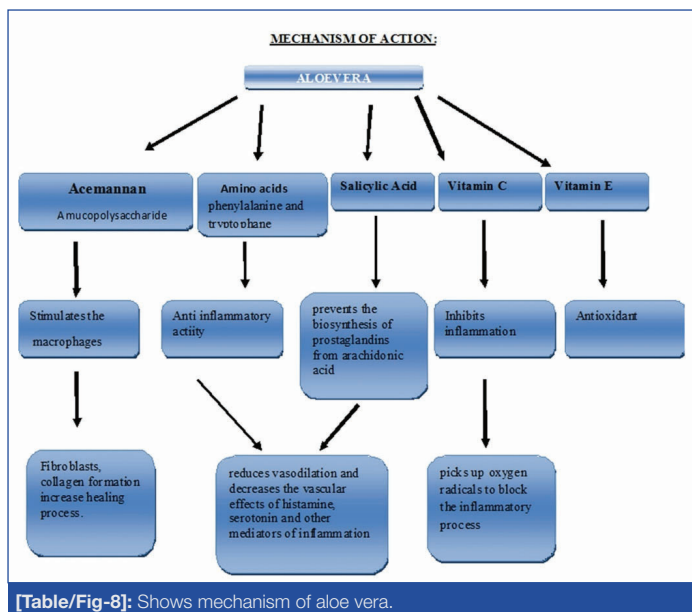 MECHANISM OF ACTION:
ALOEVERA
Acemannan
A mucopolysaccharide
Amino acids
phenylalanine and
tryptophane
Salicylic Acid
Vitamin C
Vitamin E
Stimulates the
macrophages
Anti inflammatory
actiity
prevents the
biosynthesis of
prostaglandins
from arachidonic
acid
Inhibits
inflammation
Antioxidant
Fibroblasts,
collagen formation
increase healing
process.
reduces vasodilation and
decreases the vascular
effects of histamine,
serotonin and other
mediators of inflammation
picks up oxygen
radicals to block
the inflammatory
process
[Table/Fig-8]: Shows mechanism of aloe vera.